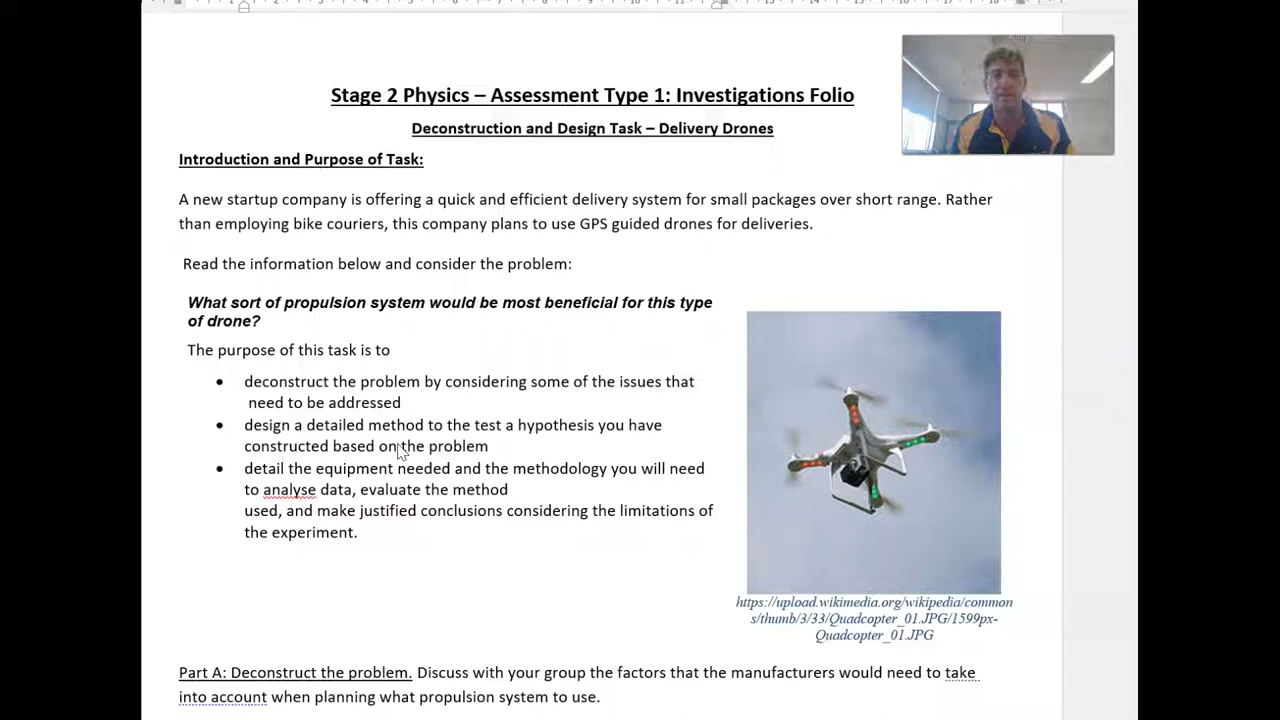 Stage 2 Physics – Assessment Type 1: Investigations Folio
Deconstruction and Design Task – Delivery Drones
Introduction and Purpose of Task:
A new startup company is offering a quick and efficient delivery system for small packages over short range. Rather
than employing bike couriers, this company plans to use GPS guided drones for deliveries.
Read the information below and consider the problem:
What sort of propulsion system would be most beneficial for this type
of drone?
The purpose of this task is to
• deconstruct the problem by considering some of the issues that
need to be addressed
• design a detailed method to the test a hypothesis you have
constructed based on the problem
• detail the equipment needed and the methodology you will need
to analyse data, evaluate the method
used, and make justified conclusions considering the limitations of
the experiment.
https://upload.wikimedia.org/wikipedia/common
s/thumb/3/33/Quadcopter_01.JPG/1599px-
Quadcopter_01.JPG
Part A: Deconstruct the problem. Discuss with your group the factors that the manufacturers would need to take
into account when planning what propulsion system to use.